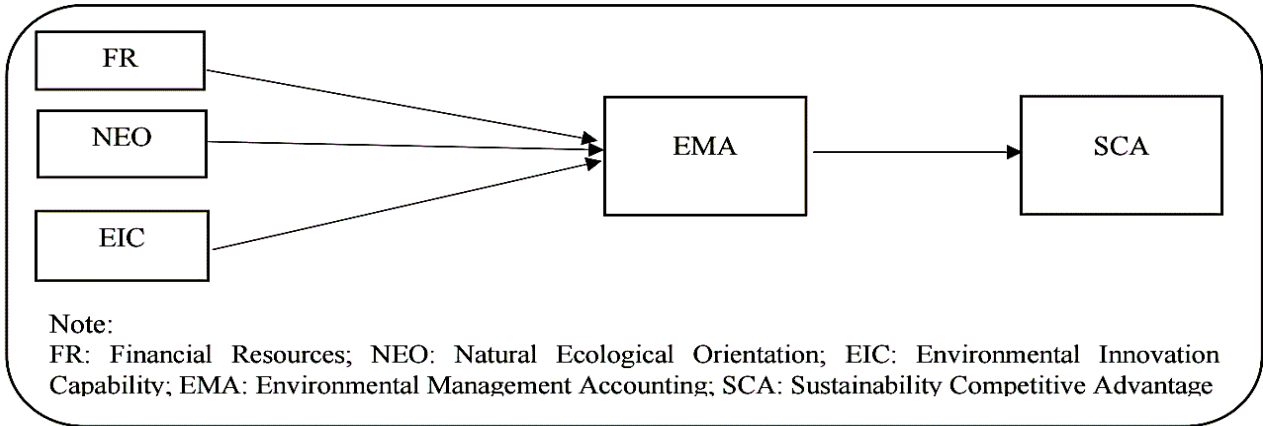 FR
NEO
EIC
EMA
SCA
Note:
FR: Financial Resources; NEO: Natural Ecological Orientation; EIC: Environmental Innovation
Capability; EMA: Environmental Management Accounting; SCA: Sustainability Competitive Advantage